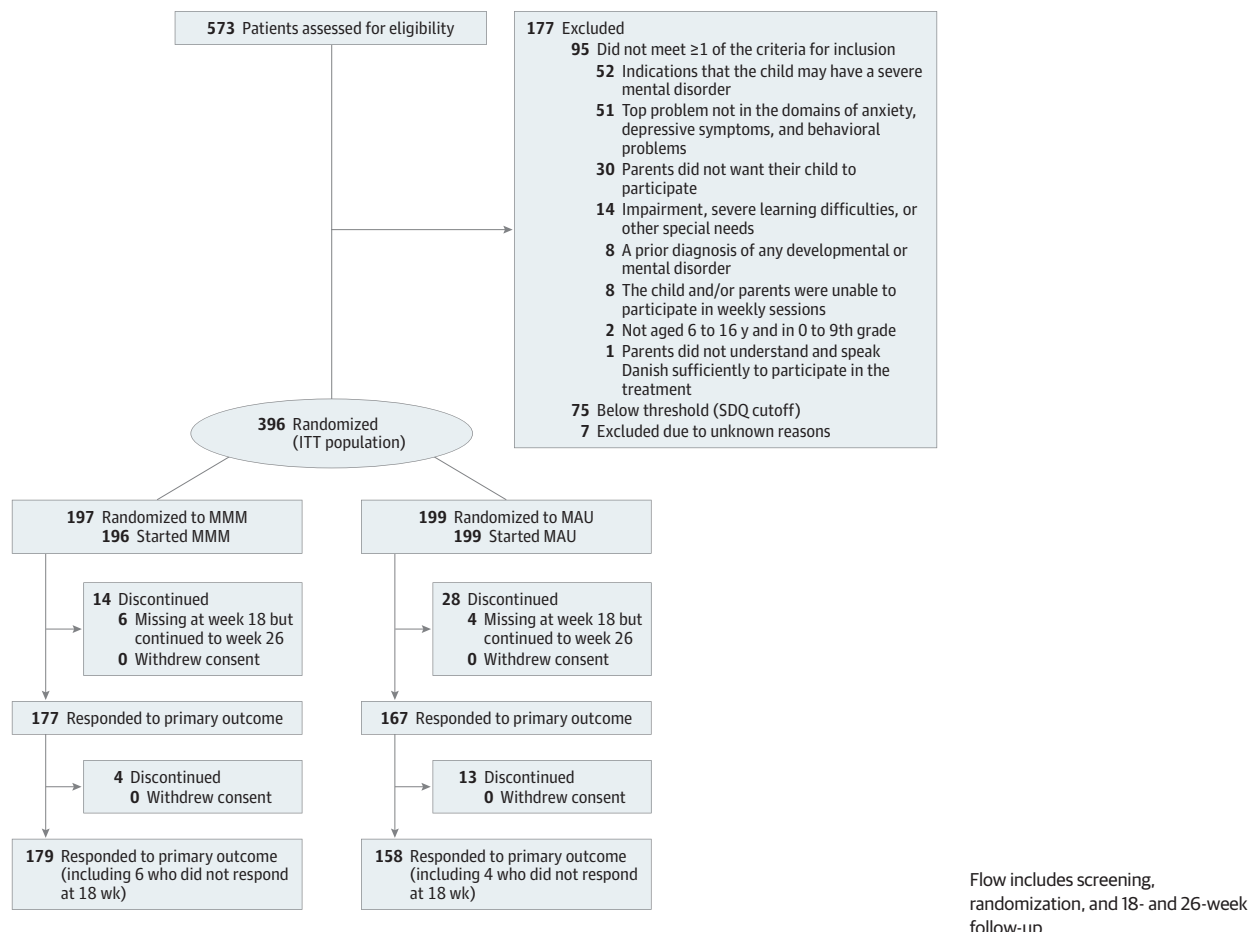 573 Patients assessed for eligibility
177 Excluded
95 Did not meet ≥1 of the criteria for inclusion
52 Indications that the child may have a severe
mental disorder
51 Top problem not in the domains of anxiety,
depressive symptoms, and behavioral
problems
30 Parents did not want their child to
participate
14 Impairment, severe learning difficulties, or
other special needs
8 A prior diagnosis of any developmental or
mental disorder
8 The child and/or parents were unable to
participate in weekly sessions
2 Not aged 6 to 16 y and in 0 to 9th grade
1 Parents did not understand and speak
Danish sufficiently to participate in the
treatment
75 Below threshold (SDQ cutoff)
7 Excluded due to unknown reasons
396 Randomized
(ITT population)
197 Randomized to MMM
196 Started MMM
199 Randomized to MAU
199 Started MAU
14 Discontinued
6 Missing at week 18 but
continued to week 26
0 Withdrew consent
28 Discontinued
4 Missing at week 18 but
continued to week 26
0 Withdrew consent
177 Responded to primary outcome
167 Responded to primary outcome
4 Discontinued
0 Withdrew consent
13 Discontinued
0 Withdrew consent
179 Responded to primary outcome
(including 6 who did not respond
at 18 wk)
158 Responded to primary outcome
(including 4 who did not respond
at 18 wk)
Flow includes screening,
randomization, and 18- and 26-week
follow-up